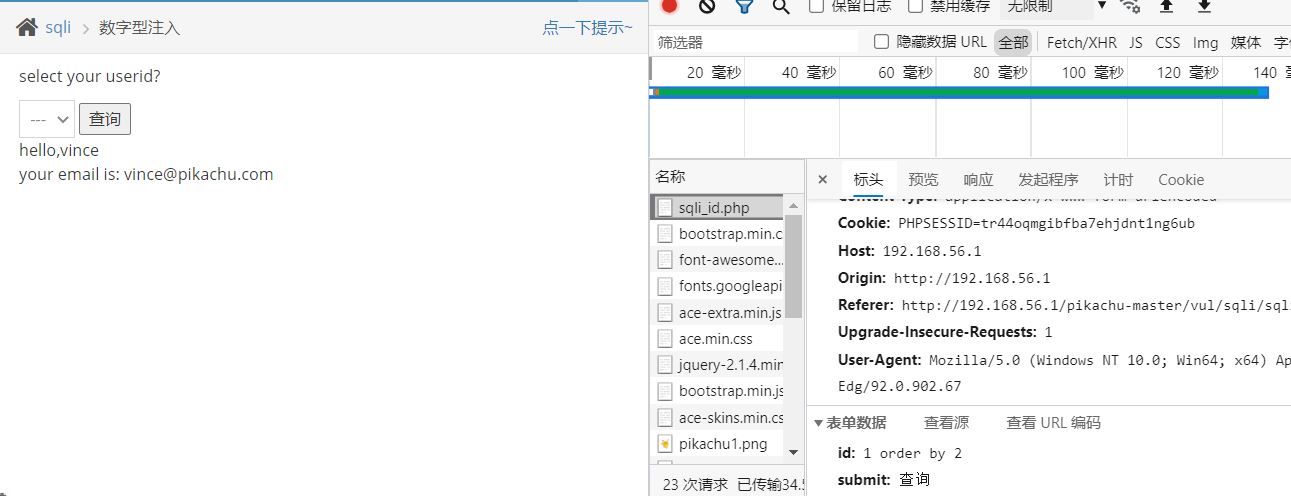 sqli > 数字型注入
点一下提示~
select your userid?
--- 查询
hello,vince
your email is: vince@pikachu.com
保留日志 禁用缓存 无限制
筛选器 隐藏数据 URL 全部 Fetch/XHR JS CSS Img 媒体
20 毫秒 40 毫秒 60 毫秒 80 毫秒 100 毫秒 120 毫秒 140
名称
sqli_id.php
bootstrap.min.c
font-awesome...
fonts.googleapi
ace-extra.min.js
ace.min.css
jquery-2.1.4.min
bootstrap.min.js
ace-skins.min.cs
pikachu1.png
23 次请求 已传输34.5
× 标头 预览 响应 发起程序 计时 Cookie
Cookie: PHPSESSID=tr44oqmgibfba7ehjdnt1ng6ub
Host: 192.168.56.1
Origin: http://192.168.56.1
Referer: http://192.168.56.1/pikachu-master/vul/sqli/sqli
Upgrade-Insecure-Requests: 1
User-Agent: Mozilla/5.0 (Windows NT 10.0; Win64; x64) Ap
Edg/92.0.902.67
表单数据 查看源 查看 URL 编码
id: 1 order by 2
submit: 查询